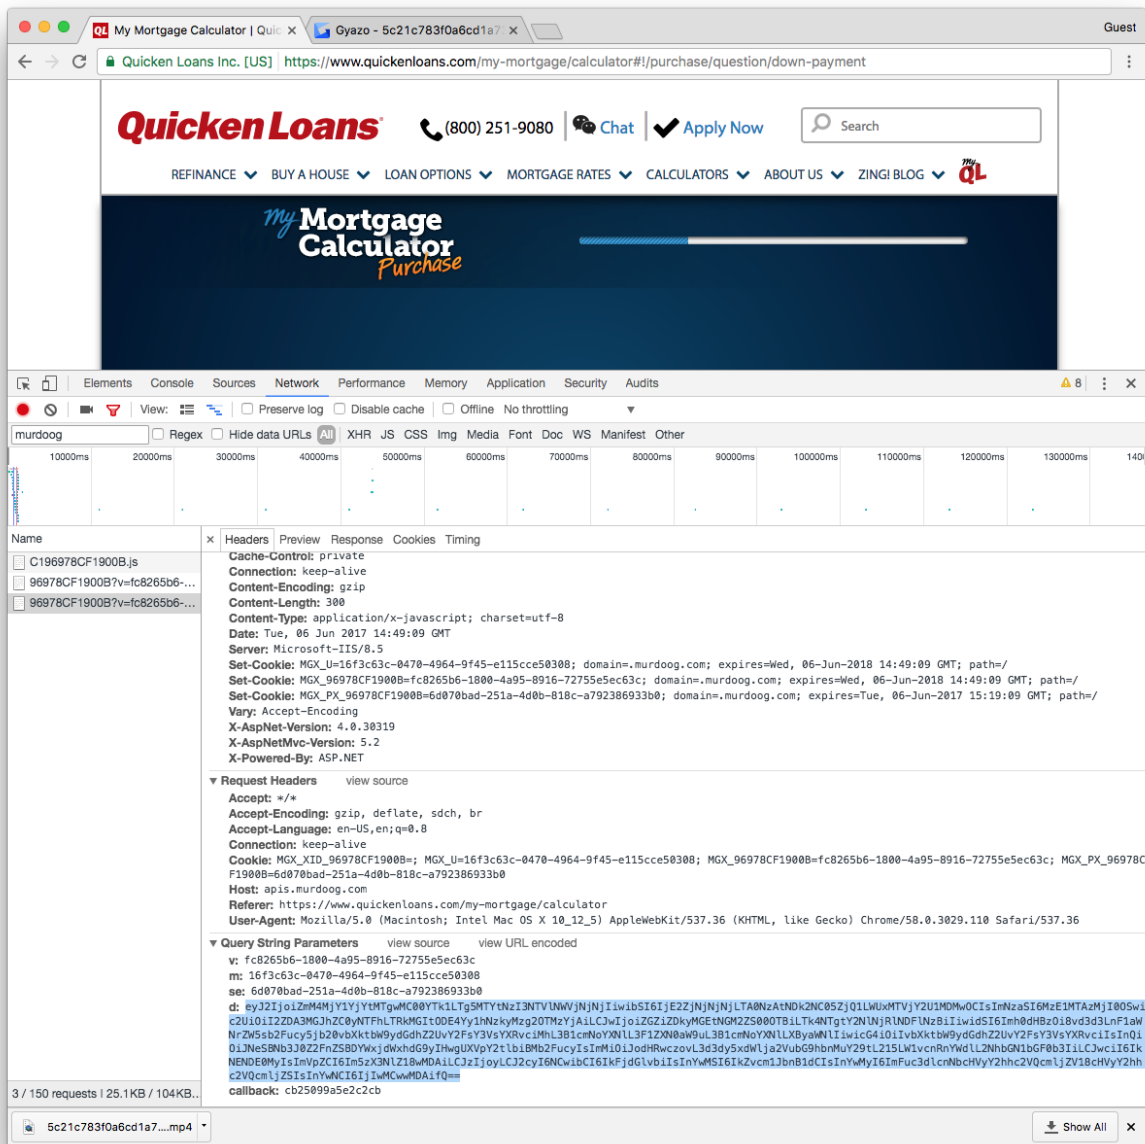 My Mortgage Calculator | Quic
Gyazo - 5c21c783f0a6cd1a7
Guest
Quicken Loans Inc. [US] https://www.quickenloans.com/my-mortgage/calculator#!/purchase/question/down-payment
Quicken Loans
(800) 251-9080 Chat Apply Now Search
REFINANCE BUY A HOUSE LOAN OPTIONS MORTGAGE RATES CALCULATORS ABOUT US ZING! BLOG My QL
My Mortgage
Calculator
Purchase
Elements Console Sources Network Performance Memory Application Security Audits 8
View: Preserve log Disable cache Offline No throttling
murdoog Regex Hide data URLs All XHR JS CSS Img Media Font Doc WS Manifest Other
10000ms 20000ms 30000ms 40000ms 50000ms 60000ms 70000ms 80000ms 90000ms 100000ms 110000ms 120000ms 130000ms
Name
Headers Preview Response Cookies Timing
C196978CF1900B.js
96978CF1900B?v=fc8265b6-...
96978CF1900B?v=fc8265b6-...
Cache-Control: private
Connection: keep-alive
Content-Encoding: gzip
Content-Length: 300
Content-Type: application/x-javascript; charset=utf-8
Date: Tue, 06 Jun 2017 14:49:09 GMT
Server: Microsoft-IIS/8.5
Set-Cookie: MGX_U=16f3c63c-0470-4964-9f45-e115cce50308; domain=.murdoog.com; expires=Wed, 06-Jun-2018 14:49:09 GMT; path=/
Set-Cookie: MGX_96978CF1900B=fc8265b6-1800-4a95-8916-72755e5ec63c; domain=.murdoog.com; expires=Wed, 06-Jun-2018 14:49:09 GMT; path=/
Set-Cookie: MGX_PX_96978CF1900B=6d070bad-251a-4d0b-818c-a792386933b0; domain=.murdoog.com; expires=Tue, 06-Jun-2017 15:19:09 GMT; path=/
Vary: Accept-Encoding
X-AspNet-Version: 4.0.30319
X-AspNetMvc-Version: 5.2
X-Powered-By: ASP.NET
Request Headers view source
Accept: */*
Accept-Encoding: gzip, deflate, sdch, br
Accept-Language: en-US,en;q=0.8
Connection: keep-alive
Cookie: MGX_XID_96978CF1900B=; MGX_U=16f3c63c-0470-4964-9f45-e115cce50308; MGX_96978CF1900B=fc8265b6-1800-4a95-8916-72755e5ec63c; MGX_PX_96978C
F1900B=6d070bad-251a-4d0b-818c-a792386933b0
Host: apis.murdoog.com
Referer: https://www.quickenloans.com/my-mortgage/calculator
User-Agent: Mozilla/5.0 (Macintosh; Intel Mac OS X 10_12_5) AppleWebKit/537.36 (KHTML, like Gecko) Chrome/58.0.3029.110 Safari/537.36
Query String Parameters view source view URL encoded
v: fc8265b6-1800-4a95-8916-72755e5ec63c
m: 16f3c63c-0470-4964-9f45-e115cce50308
se: 6d070bad-251a-4d0b-818c-a792386933b0
d:
callback: cb25099a5e2c2cb
3 / 150 requests | 25.1KB / 104KB...
5c21c783f0a6cd1a7....mp4
Show All